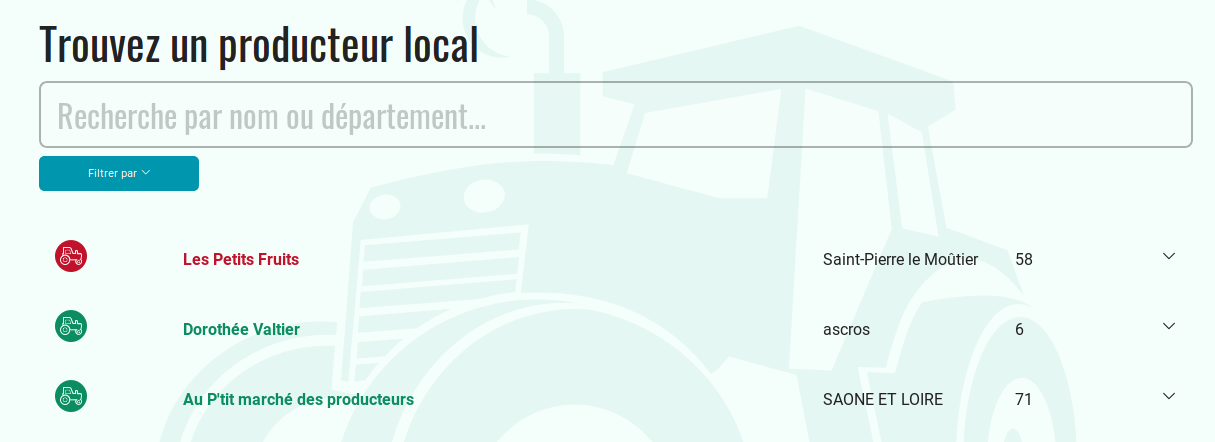 Trouvez un producteur local
Recherche par nom ou département...
Filtrer par
Les Petits Fruits Saint-Pierre le Moûtier 58
Dorothée Valtier ascros 6
Au P'tit marché des producteurs SAONE ET LOIRE 71